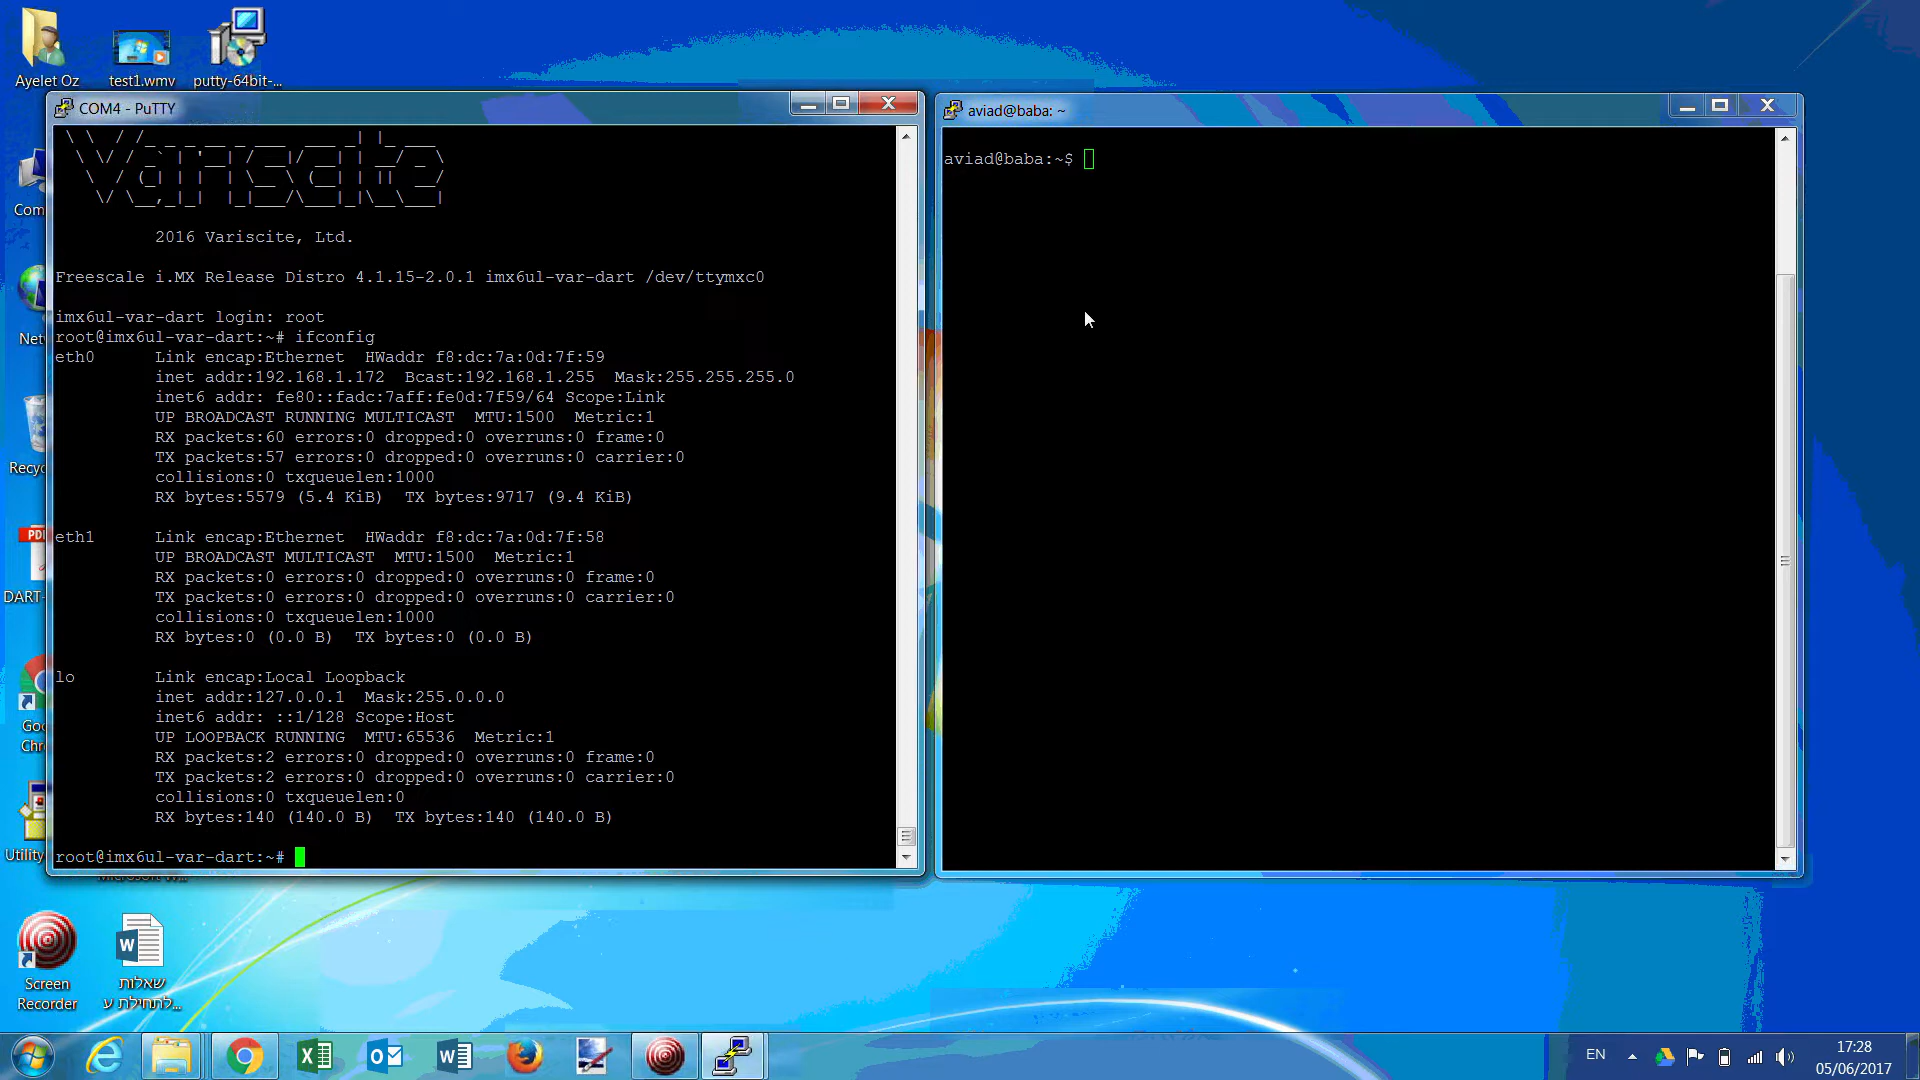 Ayelet Oz
test1.wmv
putty-64bit-...
COM4 - PuTTY
Variscite
2016 Variscite, Ltd.
Freescale i.MX Release Distro 4.1.15-2.0.1 imx6ul-var-dart /dev/ttymxc0
imx6ul-var-dart login: root
root@imx6ul-var-dart:~# ifconfig
eth0 Link encap:Ethernet HWaddr f8:dc:7a:0d:7f:59
inet addr:192.168.1.172 Bcast:192.168.1.255 Mask:255.255.255.0
inet6 addr: fe80::fadc:7aff:fe0d:7f59/64 Scope:Link
UP BROADCAST RUNNING MULTICAST MTU:1500 Metric:1
RX packets:60 errors:0 dropped:0 overruns:0 frame:0
TX packets:57 errors:0 dropped:0 overruns:0 carrier:0
collisions:0 txqueuelen:1000
RX bytes:5579 (5.4 KiB) TX bytes:9717 (9.4 KiB)
eth1 Link encap:Ethernet HWaddr f8:dc:7a:0d:7f:58
UP BROADCAST MULTICAST MTU:1500 Metric:1
RX packets:0 errors:0 dropped:0 overruns:0 frame:0
TX packets:0 errors:0 dropped:0 overruns:0 carrier:0
collisions:0 txqueuelen:1000
RX bytes:0 (0.0 B) TX bytes:0 (0.0 B)
lo Link encap:Local Loopback
inet addr:127.0.0.1 Mask:255.0.0.0
inet6 addr: ::1/128 Scope:Host
UP LOOPBACK RUNNING MTU:65536 Metric:1
RX packets:2 errors:0 dropped:0 overruns:0 frame:0
TX packets:2 errors:0 dropped:0 overruns:0 carrier:0
collisions:0 txqueuelen:0
RX bytes:140 (140.0 B) TX bytes:140 (140.0 B)
root@imx6ul-var-dart:~#
aviad@baba: ~
aviad@baba:~$
Com
Net
Recyc
PDF
DART-
Goo
Chro
Utility
Microsoft W...
Screen
Recorder
שאלות
לתחילת ע...
EN
17:28
05/06/2017